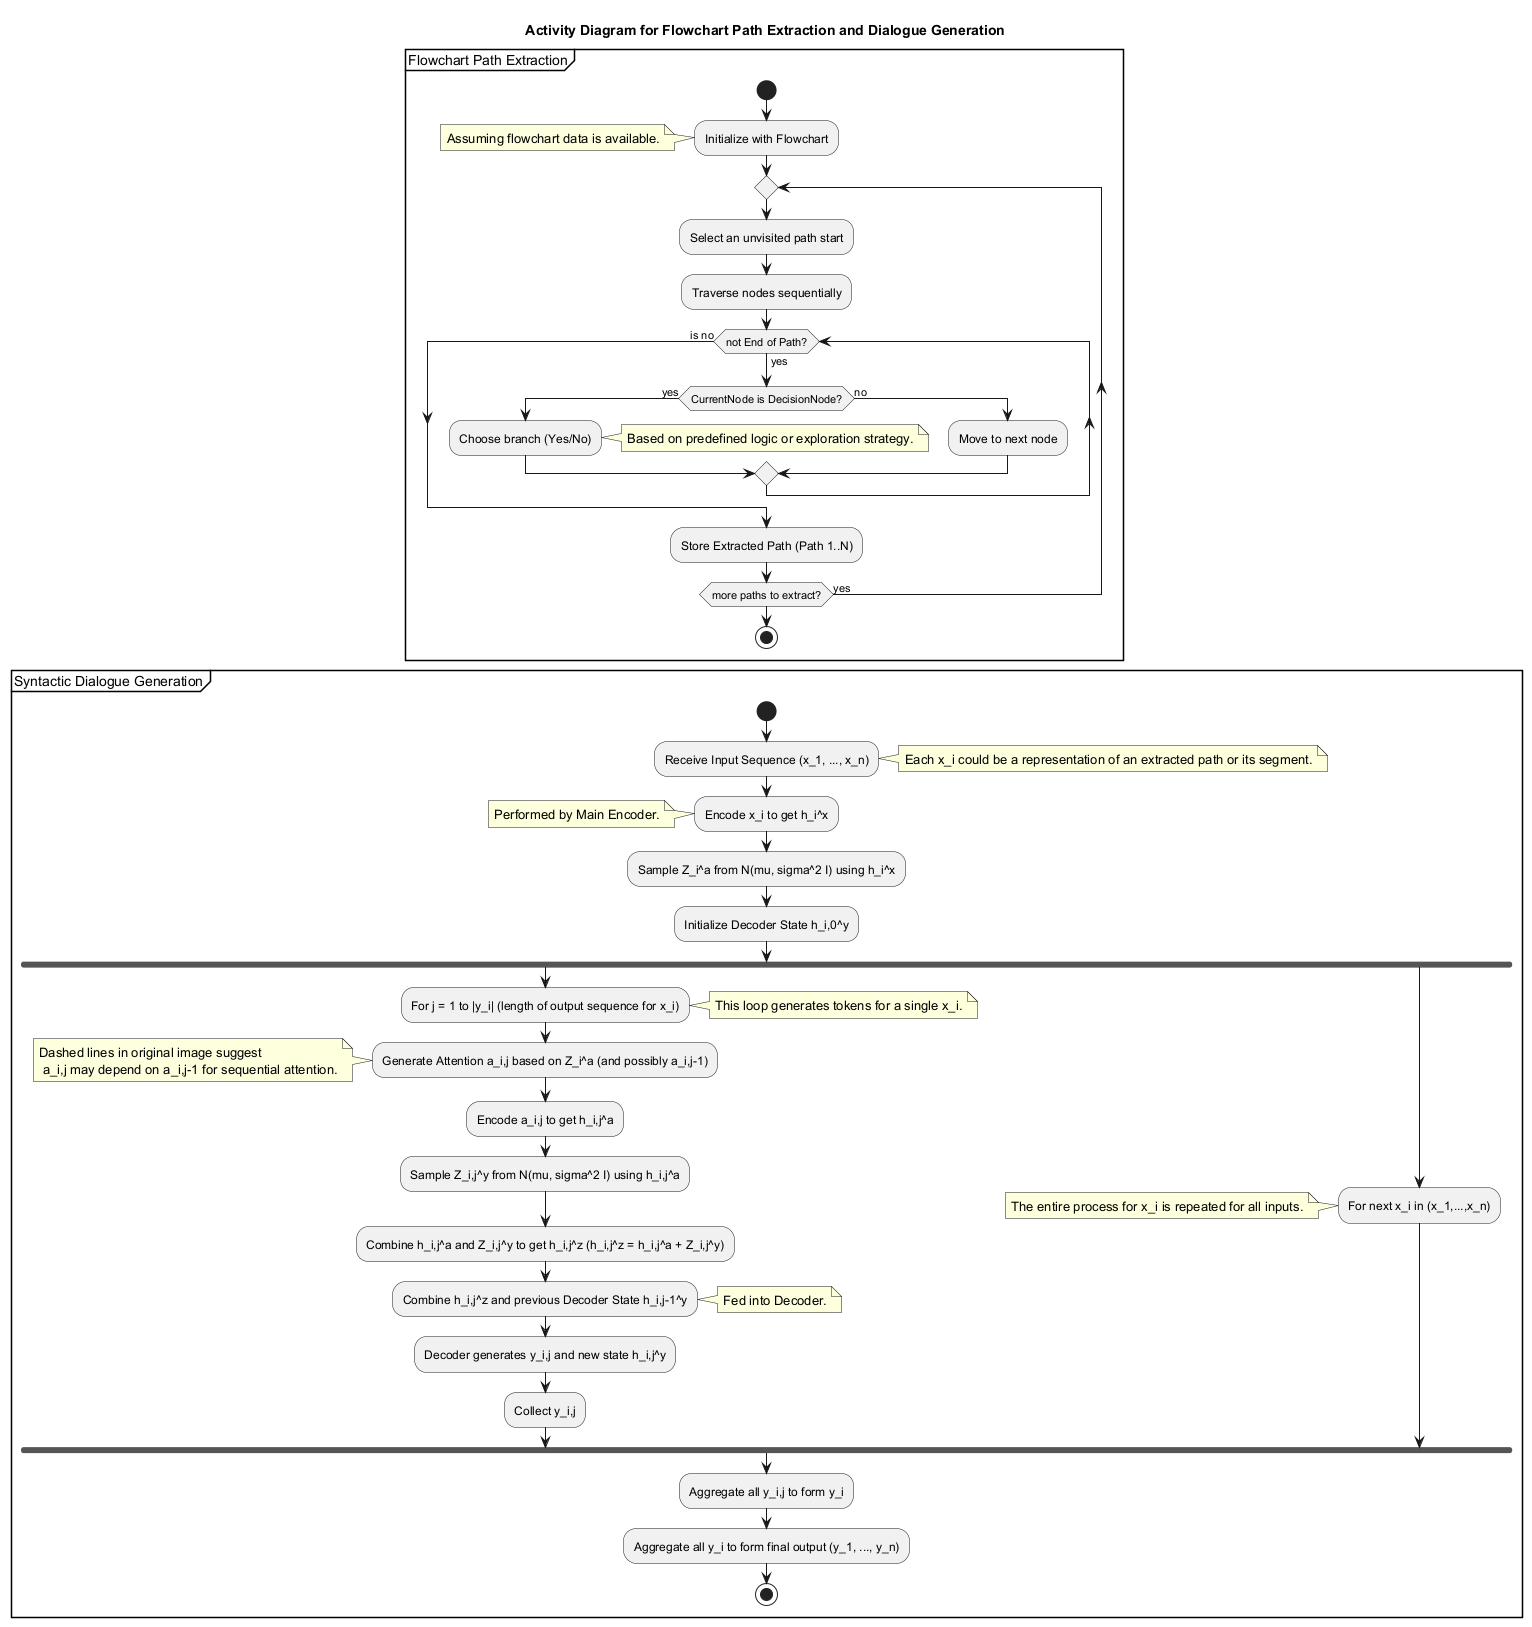 Activity Diagram for Flowchart Path Extraction and Dialogue Generation
Flowchart Path Extraction
Assuming flowchart data is available.
Initialize with Flowchart
Select an unvisited path start
Traverse nodes sequentially
is no
not End of Path?
yes
yes
CurrentNode is DecisionNode?
no
Choose branch (Yes/No)
Based on predefined logic or exploration strategy.
Move to next node
Store Extracted Path (Path 1..N)
more paths to extract?
yes
Syntactic Dialogue Generation
Receive Input Sequence (x_1, ..., x_n)
Each x_i could be a representation of an extracted path or its segment.
Performed by Main Encoder.
Encode x_i to get h_i^x
Sample Z_i^a from N(mu, sigma^2 I) using h_i^x
Initialize Decoder State h_i,0^y
For j = 1 to |y_i| (length of output sequence for x_i)
This loop generates tokens for a single x_i.
Dashed lines in original image suggest
a_i,j may depend on a_i,j-1 for sequential attention.
Generate Attention a_i,j based on Z_i^a (and possibly a_i,j-1)
Encode a_i,j to get h_i,j^a
Sample Z_i,j^y from N(mu, sigma^2 I) using h_i,j^a
The entire process for x_i is repeated for all inputs.
For next x_i in (x_1,...,x_n)
Combine h_i,j^a and Z_i,j^y to get h_i,j^z (h_i,j^z = h_i,j^a + Z_i,j^y)
Combine h_i,j^z and previous Decoder State h_i,j-1^y
Fed into Decoder.
Decoder generates y_i,j and new state h_i,j^y
Collect y_i,j
Aggregate all y_i,j to form y_i
Aggregate all y_i to form final output (y_1, ..., y_n)